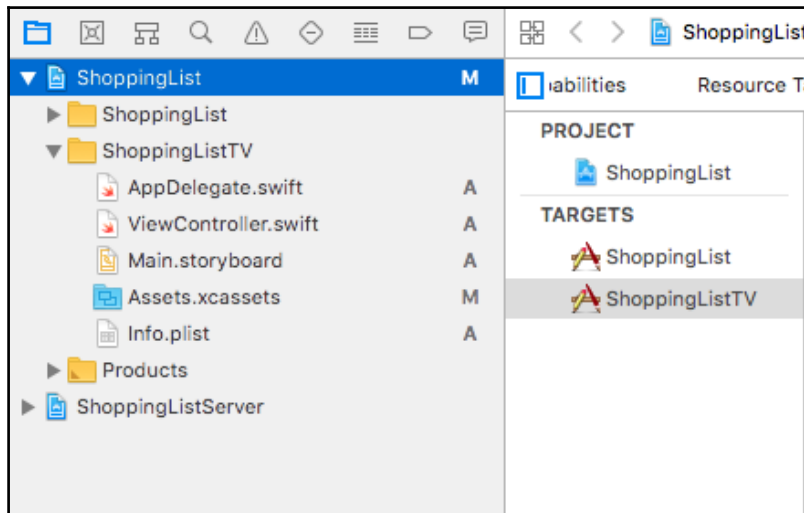 ShoppingList M
ShoppingList
ShoppingListTV
AppDelegate.swift A
ViewController.swift A
Main.storyboard A
Assets.xcassets M
Info.plist A
Products
ShoppingListServer
ShoppingList
abilities Resource T
PROJECT
ShoppingList
TARGETS
ShoppingList
ShoppingListTV